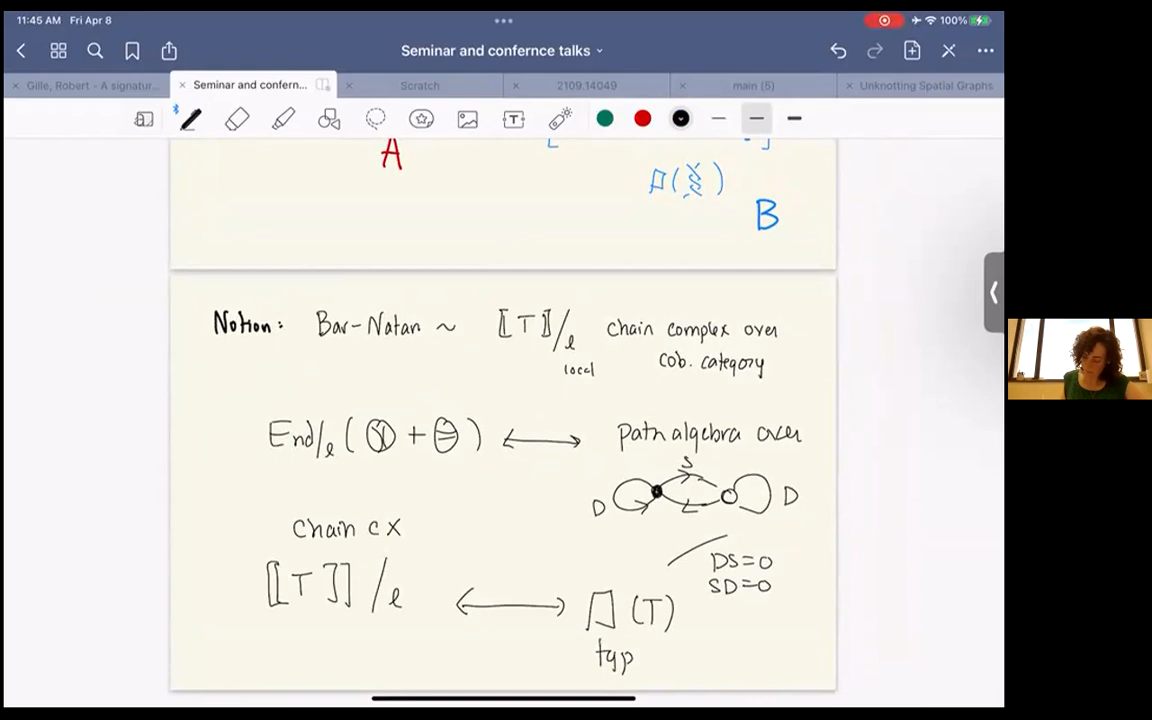 11:45 AM Fri Apr 8
100%
Seminar and confernce talks
Gille, Robert - A signatur...
Seminar and confern...
Scratch
2109.14049
main (5)
Unknotting Spatial Graphs
A
B
Notion: Bar-Natan ~ [[T]]/l chain complex over
local cob. category
End/l ( + ) ⟷ Path algebra over
S
D D
chain cx
DS=0
SD=0
[[T]]/l ⟷ Д(T)
typ